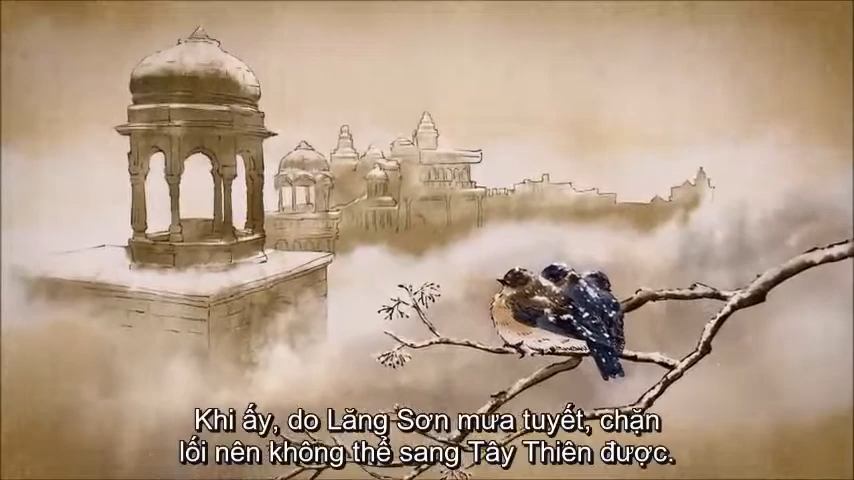 Khi ấy, do Lăng Sơn mưa tuyết, chặn
lối nên không thể sang Tây Thiên được.